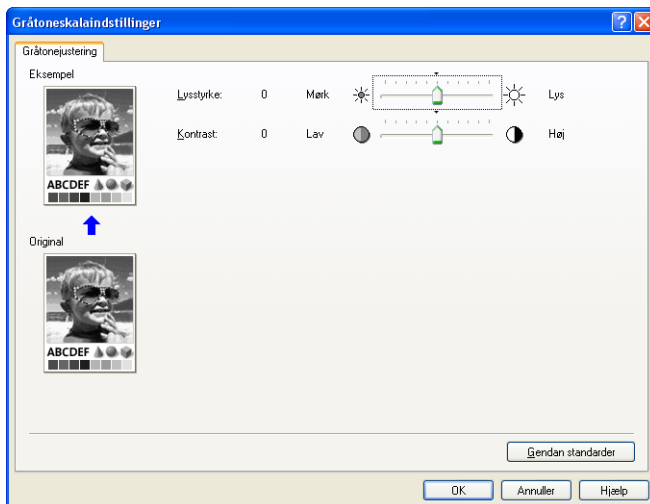 Gråtoneskalaindstillinger
Gråtonejustering
Eksempel
Lysstyrke: 0 Mørk Lys
Kontrast: 0 Lav Høj
ABCDEF
Original
ABCDEF
Gendan standarder
OK Annuller Hjælp